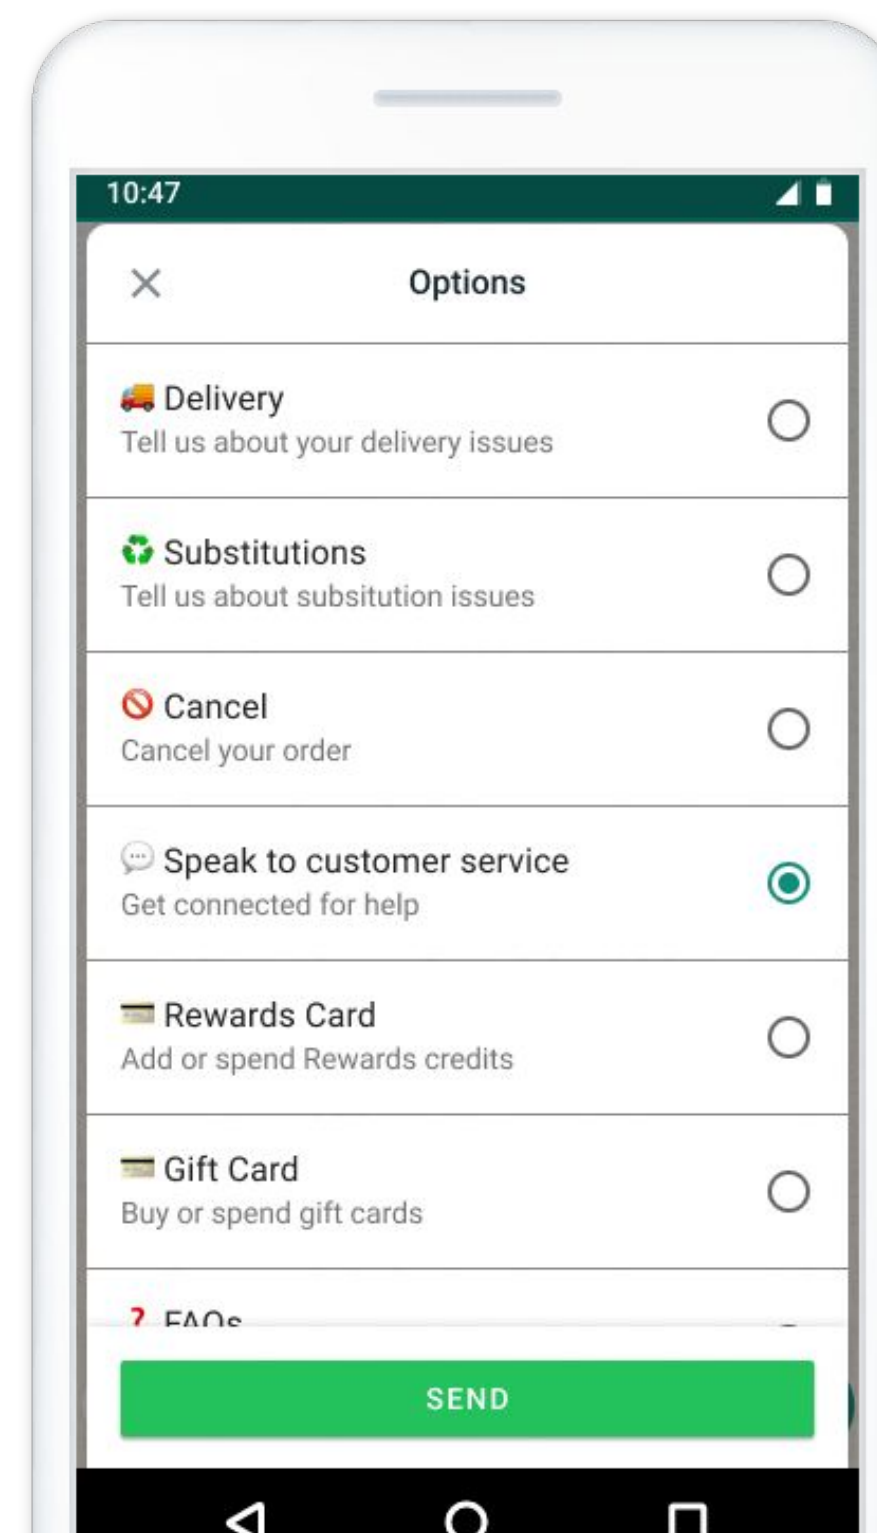 10:47
Options
Delivery
Tell us about your delivery issues
Substitutions
Tell us about subsitution issues
Cancel
Cancel your order
Speak to customer service
Get connected for help
Rewards Card
Add or spend Rewards credits
Gift Card
Buy or spend gift cards
FAQs
SEND